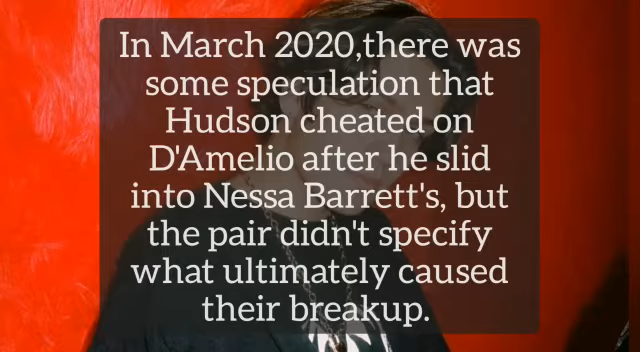 In March 2020,there was
some speculation that
Hudson cheated on
D'Amelio after he slid
into Nessa Barrett's, but
the pair didn't specify
what ultimately caused
their breakup.